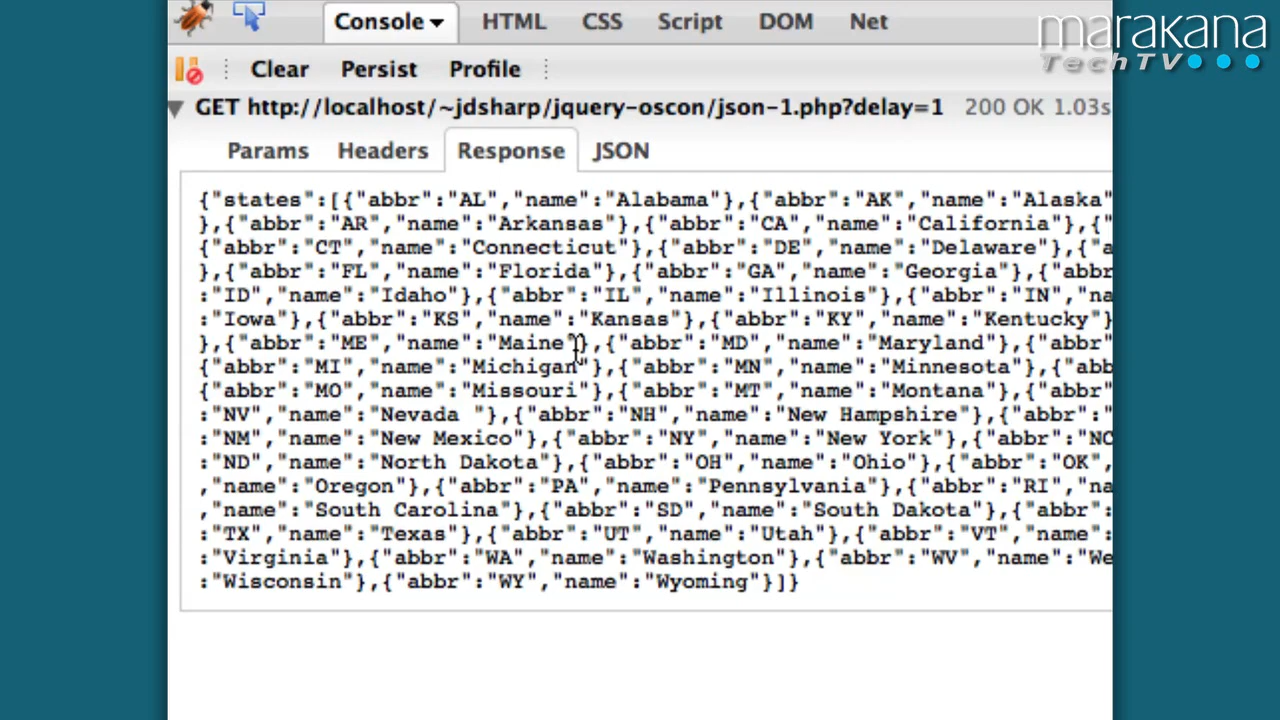 Console HTML CSS Script DOM Net
marakana
TechTV
Clear Persist Profile
GET http://localhost/~jdsharp/jquery-oscon/json-1.php?delay=1 200 OK 1.03s
Params Headers Response JSON
{"states":[{"abbr":"AL","name":"Alabama"},{"abbr":"AK","name":"Alaska"
},{"abbr":"AR","name":"Arkansas"},{"abbr":"CA","name":"California"},{"
{"abbr":"CT","name":"Connecticut"},{"abbr":"DE","name":"Delaware"},{"a
},{"abbr":"FL","name":"Florida"},{"abbr":"GA","name":"Georgia"},{"abbr
:"ID","name":"Idaho"},{"abbr":"IL","name":"Illinois"},{"abbr":"IN","na
:"Iowa"},{"abbr":"KS","name":"Kansas"},{"abbr":"KY","name":"Kentucky"}
},{"abbr":"ME","name":"Maine"},{"abbr":"MD","name":"Maryland"},{"abbr"
{"abbr":"MI","name":"Michigan"},{"abbr":"MN","name":"Minnesota"},{"abb
{"abbr":"MO","name":"Missouri"},{"abbr":"MT","name":"Montana"},{"abbr"
:"NV","name":"Nevada "},{"abbr":"NH","name":"New Hampshire"},{"abbr":"
:"NM","name":"New Mexico"},{"abbr":"NY","name":"New York"},{"abbr":"NC
:"ND","name":"North Dakota"},{"abbr":"OH","name":"Ohio"},{"abbr":"OK",
,"name":"Oregon"},{"abbr":"PA","name":"Pennsylvania"},{"abbr":"RI","na
,"name":"South Carolina"},{"abbr":"SD","name":"South Dakota"},{"abbr":
:"TX","name":"Texas"},{"abbr":"UT","name":"Utah"},{"abbr":"VT","name":
:"Virginia"},{"abbr":"WA","name":"Washington"},{"abbr":"WV","name":"We
:"Wisconsin"},{"abbr":"WY","name":"Wyoming"}]}